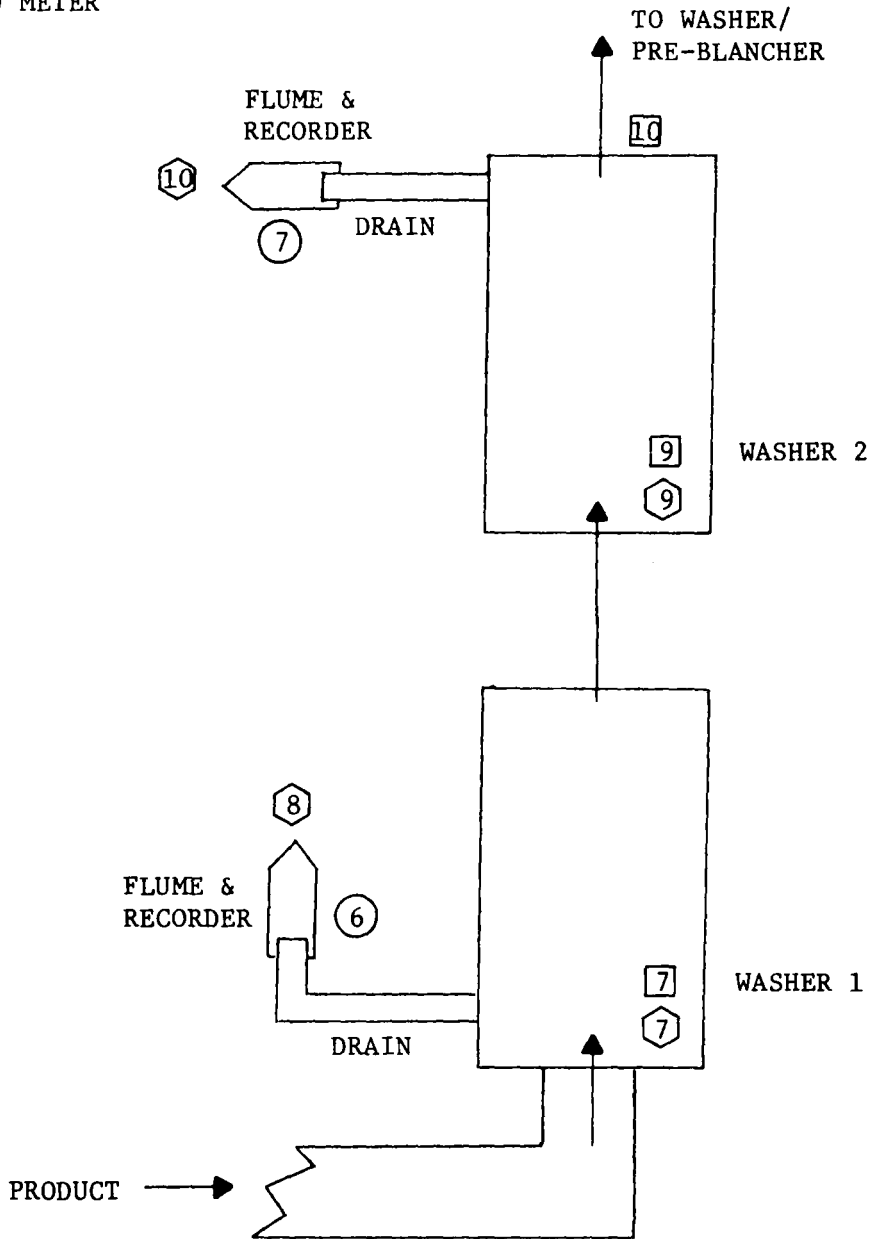 METER
TO WASHER/
PRE-BLANCHER
FLUME &
RECORDER
10
10
7
DRAIN
9
WASHER 2
9
8
FLUME &
RECORDER
6
7
WASHER 1
7
DRAIN
PRODUCT